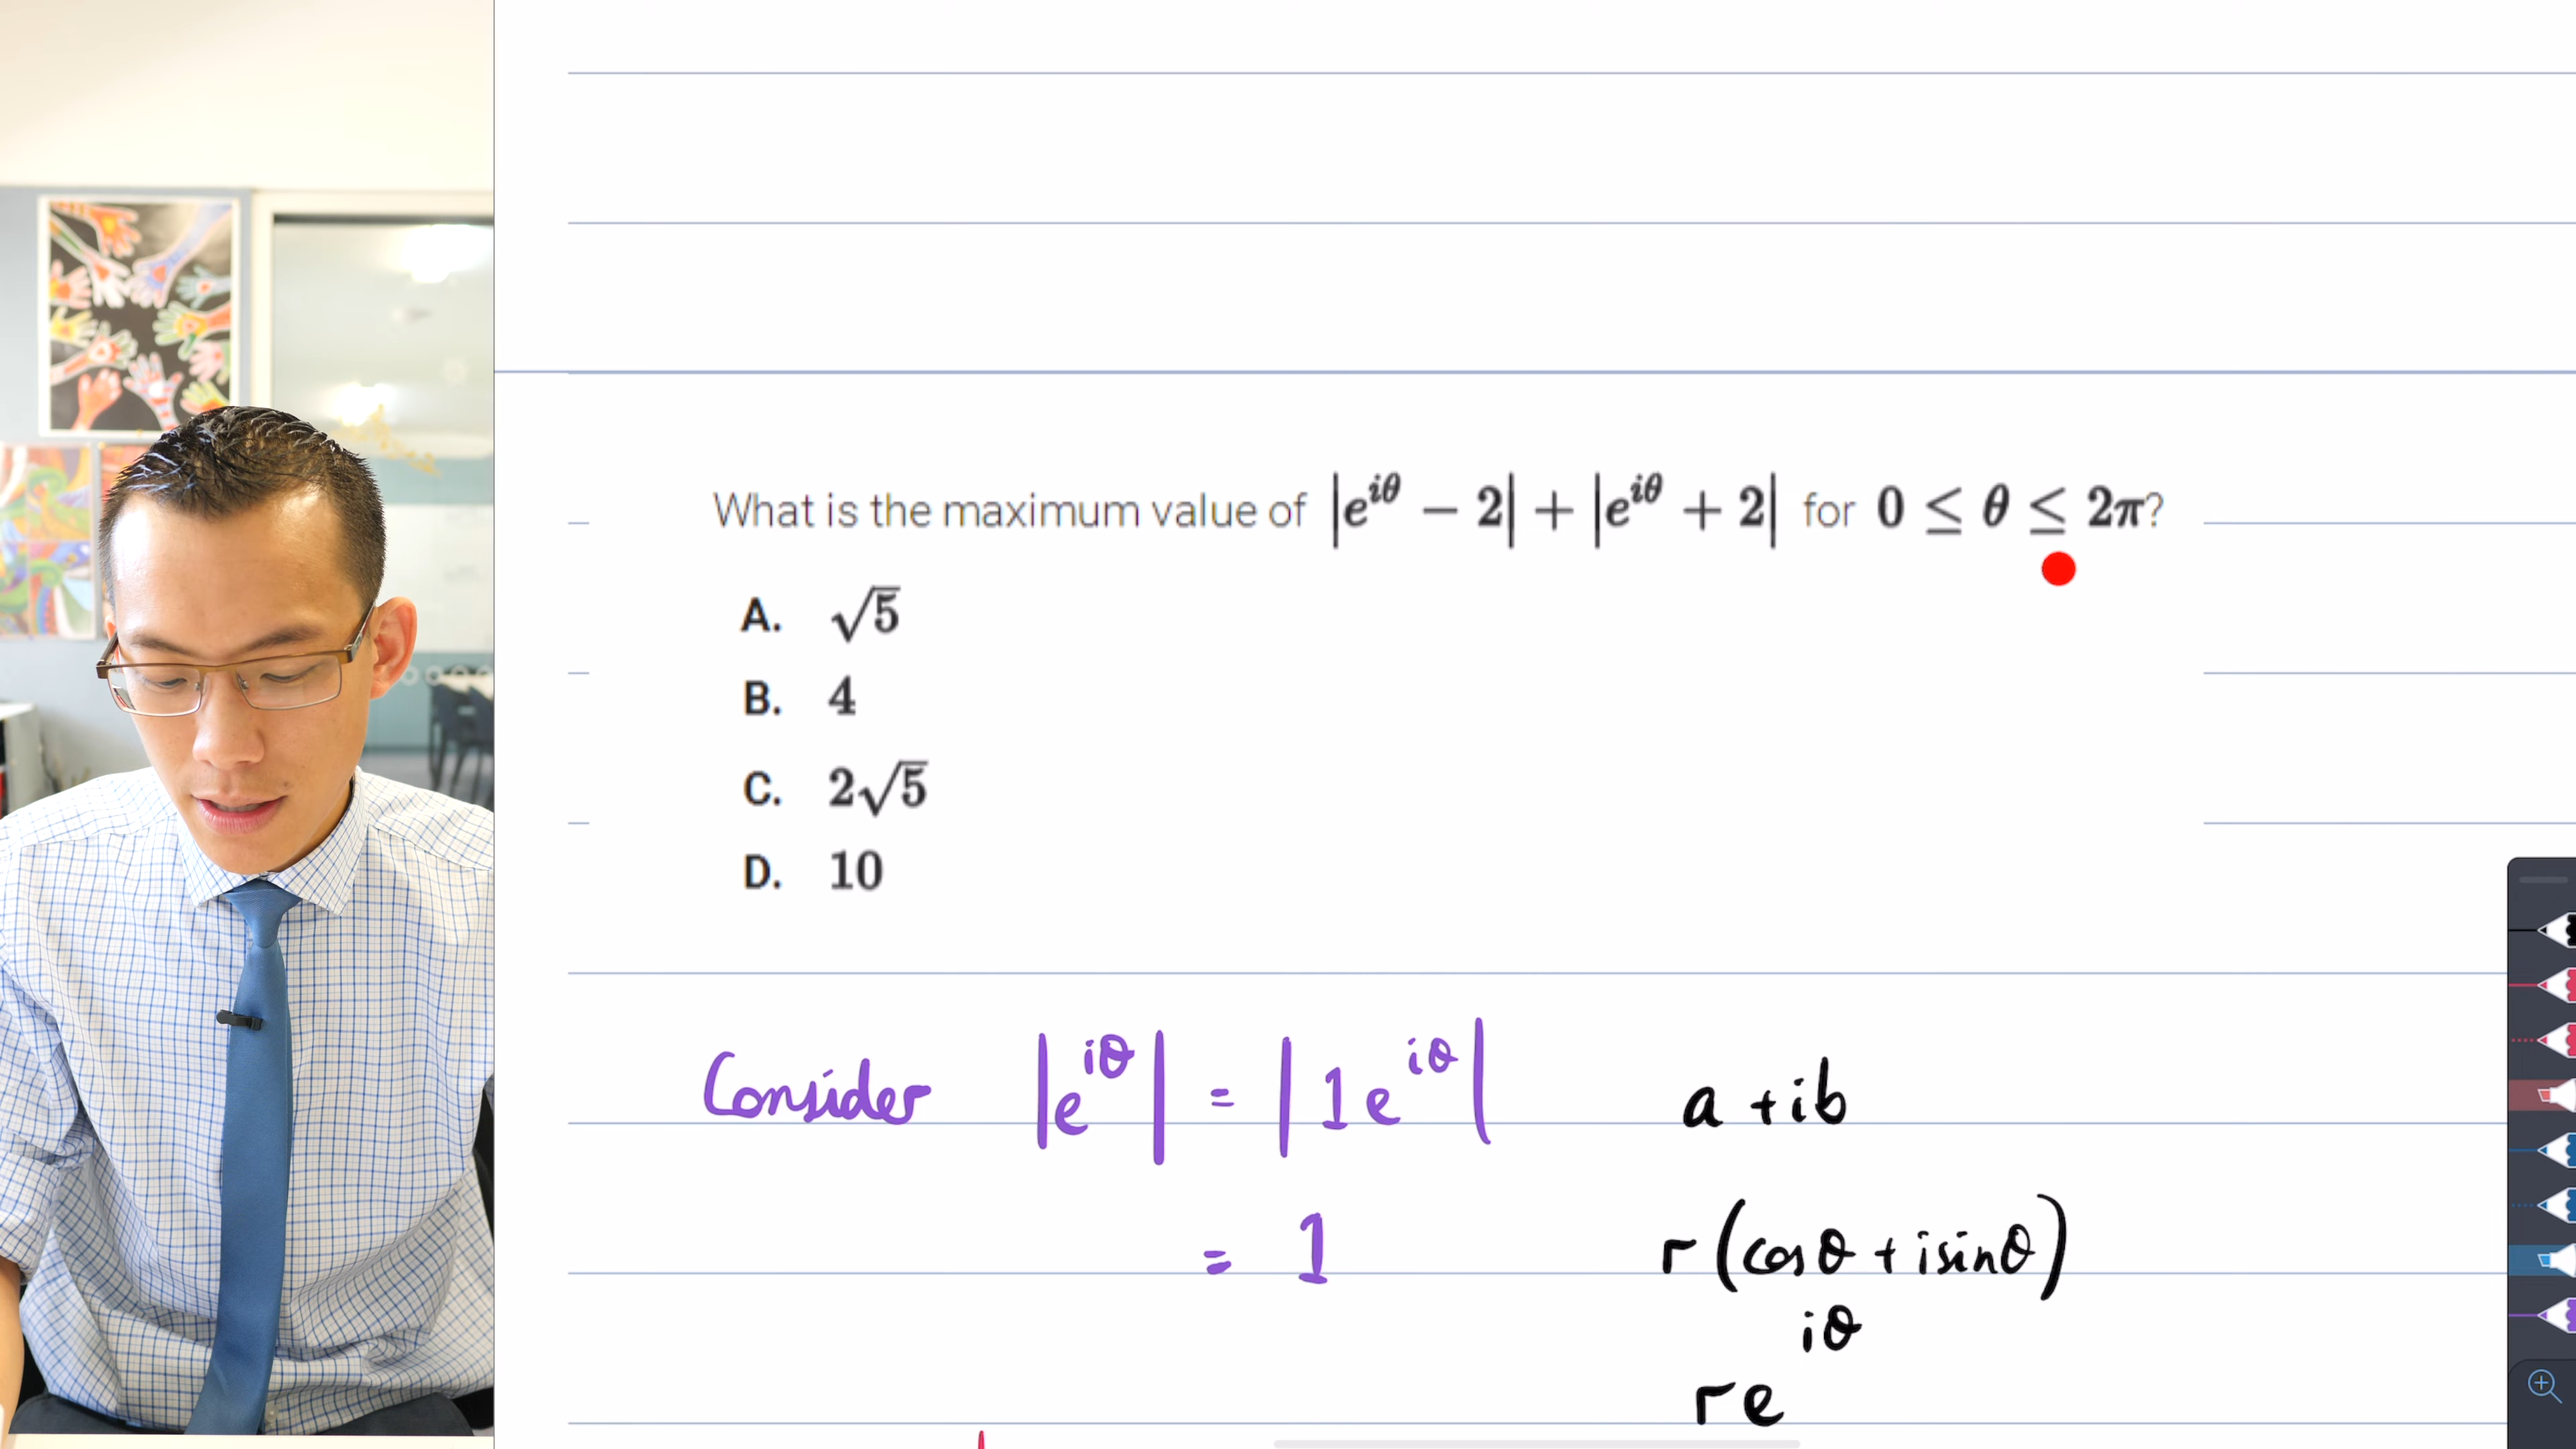 What is the maximum value of |e^{iθ} − 2| + |e^{iθ} + 2| for 0 ≤ θ ≤ 2π?
A. √5
B. 4
C. 2√5
D. 10
Consider |e^{iθ}| = |1e^{iθ}|
= 1
a + ib
r(cosθ + isinθ)
re^{iθ}